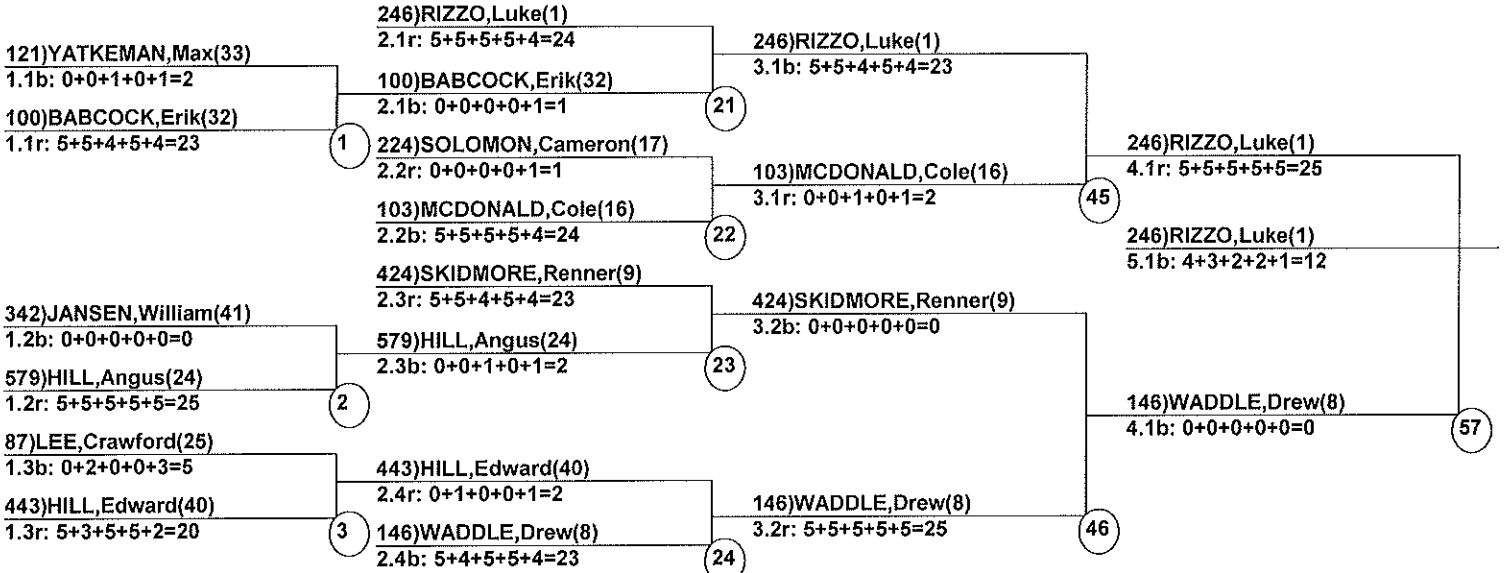 121)YATKEMAN,Max(33)
1.1b: 0+0+1+0+1=2
100)BABCOCK,Erik(32)
1.1r: 5+5+4+5+4=23
1
342)JANSEN,William(41)
1.2b: 0+0+0+0+0=0
579)HILL,Angus(24)
1.2r: 5+5+5+5+5=25
2
87)LEE,Crawford(25)
1.3b: 0+2+0+0+3=5
443)HILL,Edward(40)
1.3r: 5+3+5+5+2=20
3
246)RIZZO,Luke(1)
2.1r: 5+5+5+5+4=24
100)BABCOCK,Erik(32)
2.1b: 0+0+0+0+1=1
21
224)SOLOMON,Cameron(17)
2.2r: 0+0+0+0+1=1
103)MCDONALD,Cole(16)
2.2b: 5+5+5+5+4=24
22
424)SKIDMORE,Renner(9)
2.3r: 5+5+4+5+4=23
579)HILL,Angus(24)
2.3b: 0+0+1+0+1=2
23
443)HILL,Edward(40)
2.4r: 0+1+0+0+1=2
146)WADDLE,Drew(8)
2.4b: 5+4+5+5+4=23
24
246)RIZZO,Luke(1)
3.1b: 5+5+4+5+4=23
103)MCDONALD,Cole(16)
3.1r: 0+0+1+0+1=2
45
424)SKIDMORE,Renner(9)
3.2b: 0+0+0+0+0=0
146)WADDLE,Drew(8)
3.2r: 5+5+5+5+5=25
46
246)RIZZO,Luke(1)
4.1r: 5+5+5+5+5=25
246)RIZZO,Luke(1)
5.1b: 4+3+2+2+1=12
146)WADDLE,Drew(8)
4.1b: 0+0+0+0+0=0
57